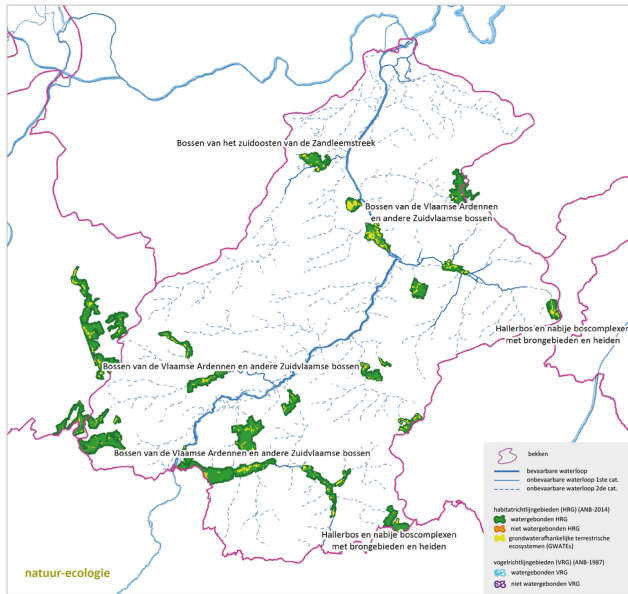 Bossen van het zuidoosten van de Zandleemstreek
Bossen van de Vlaamse Ardennen
en andere Zuidvlaamse bossen
Hallerbos en nabije boscomplexen
met brongebieden en heiden
Bossen van de Vlaamse Ardennen en andere Zuidvlaamse bossen
Bossen van de Vlaamse Ardennen en andere Zuidvlaamse bossen
Hallerbos en nabije boscomplexen
met brongebieden en heiden
natuur-ecologie
bekken
bevaarbare waterloop
onbevaarbare waterloop 1ste cat.
onbevaarbare waterloop 2de cat.
habitatrichtlijngebieden (HRG) (ANB-2014)
watergebonden HRG
niet watergebonden HRG
grondwaterafhankelijke terrestrische
ecosystemen (GWATEs)
vogelrichtlijngebieden (VRG) (ANB-1987)
watergebonden VRG
niet watergebonden VRG